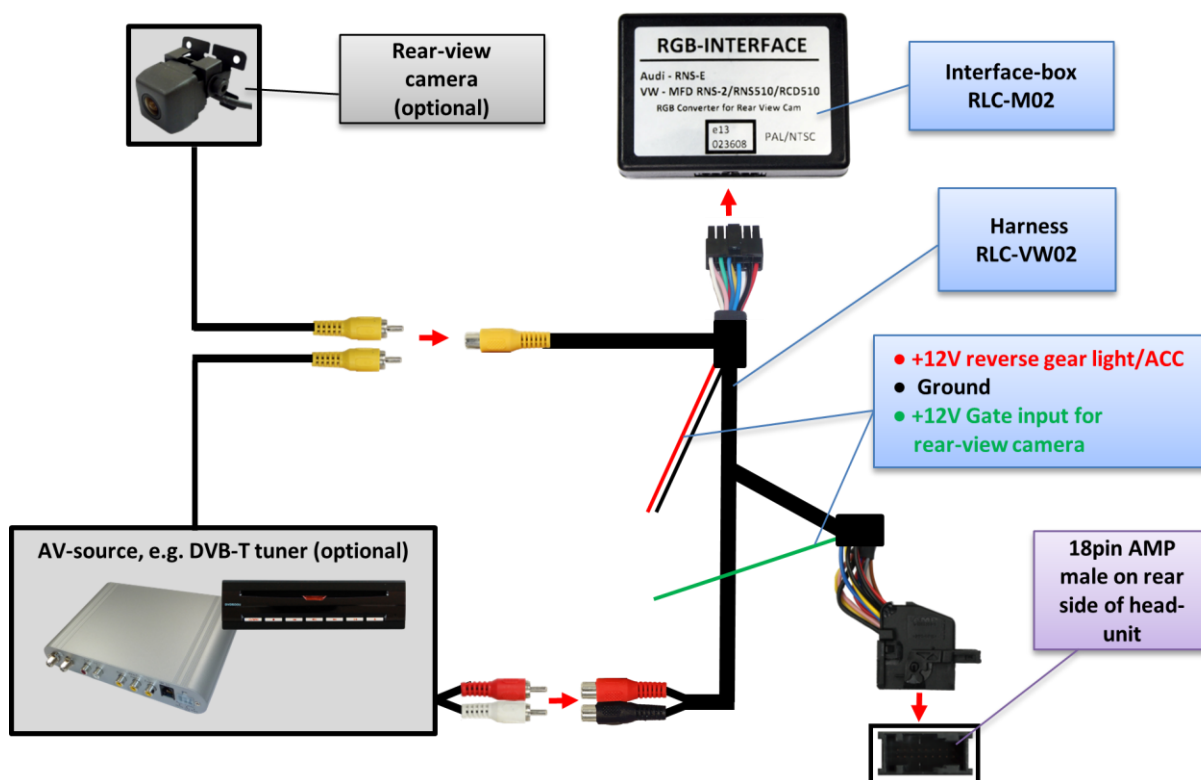 Rear-view
camera
(optional)
RGB-INTERFACE
Audi - RNS-E
VW - MFD RNS-2/RNS510/RCD510
RGB Converter for Rear View Cam
e13
023608
PAL/NTSC
Interface-box
RLC-M02
Harness
RLC-VW02
● +12V reverse gear light/ACC
● Ground
● +12V Gate input for
rear-view camera
AV-source, e.g. DVB-T tuner (optional)
18pin AMP
male on rear
side of head-
unit